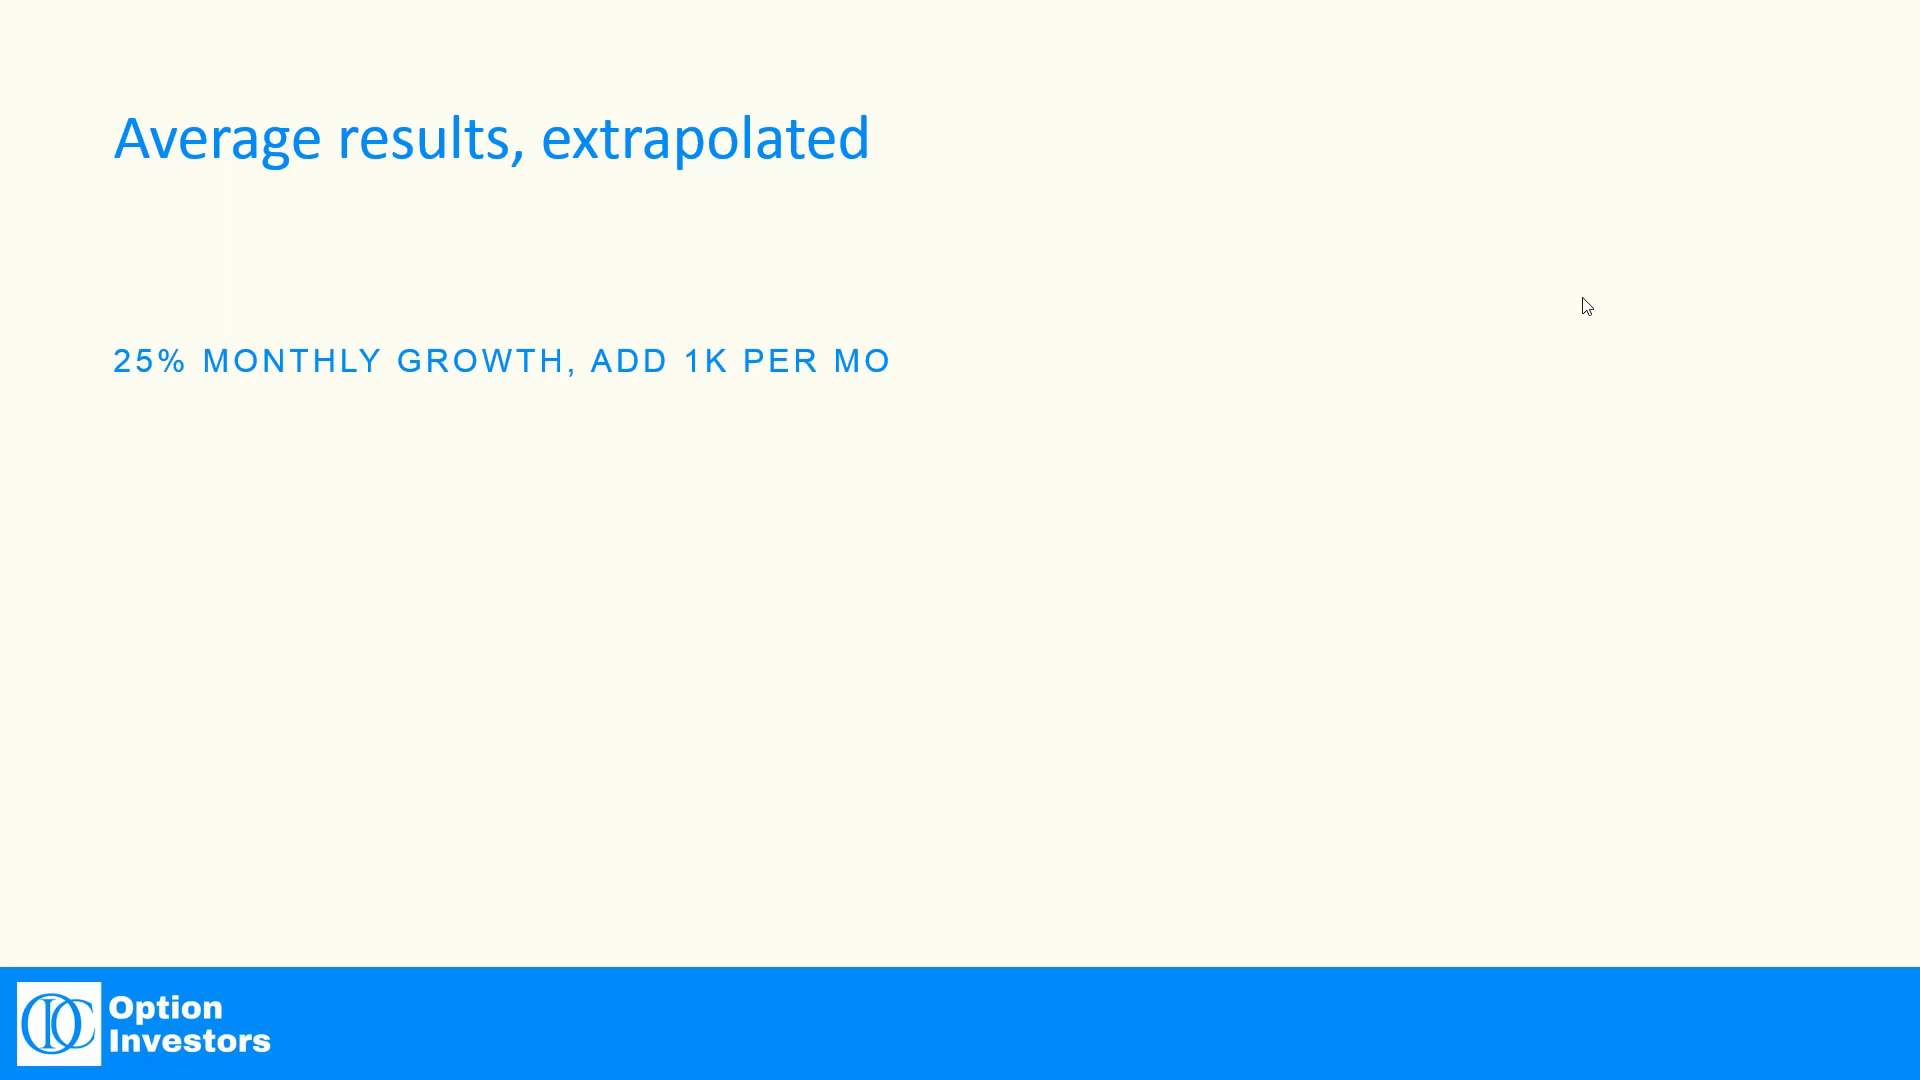 Average results, extrapolated
25% MONTHLY GROWTH, ADD 1K PER MO
Option
Investors